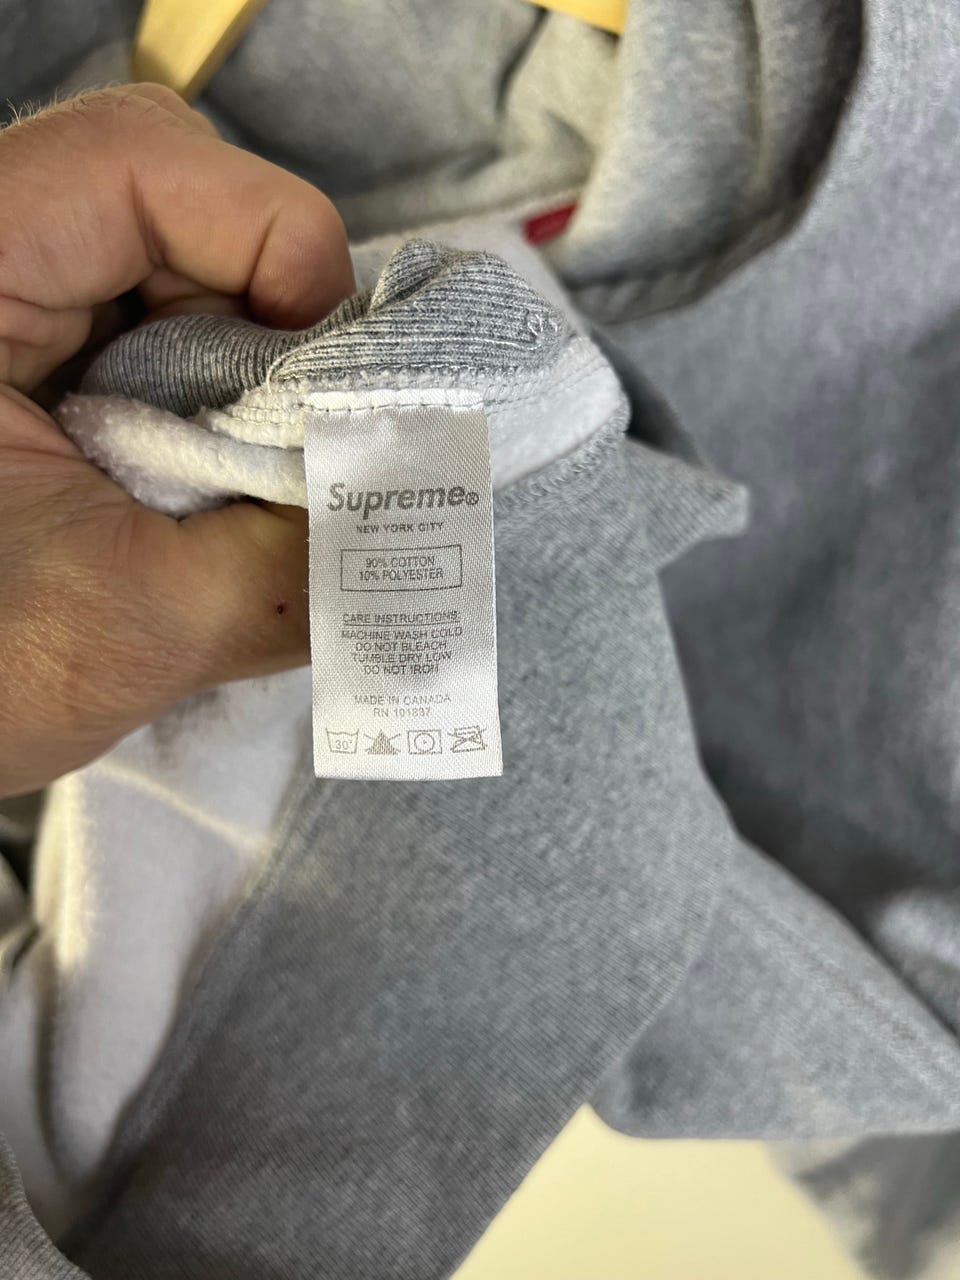 Supreme®
NEW YORK CITY
90% COTTON
10% POLYESTER
CARE INSTRUCTIONS:
MACHINE WASH COLD
DO NOT BLEACH
TUMBLE DRY LOW
DO NOT IRON
MADE IN CANADA
RN 101837
30°